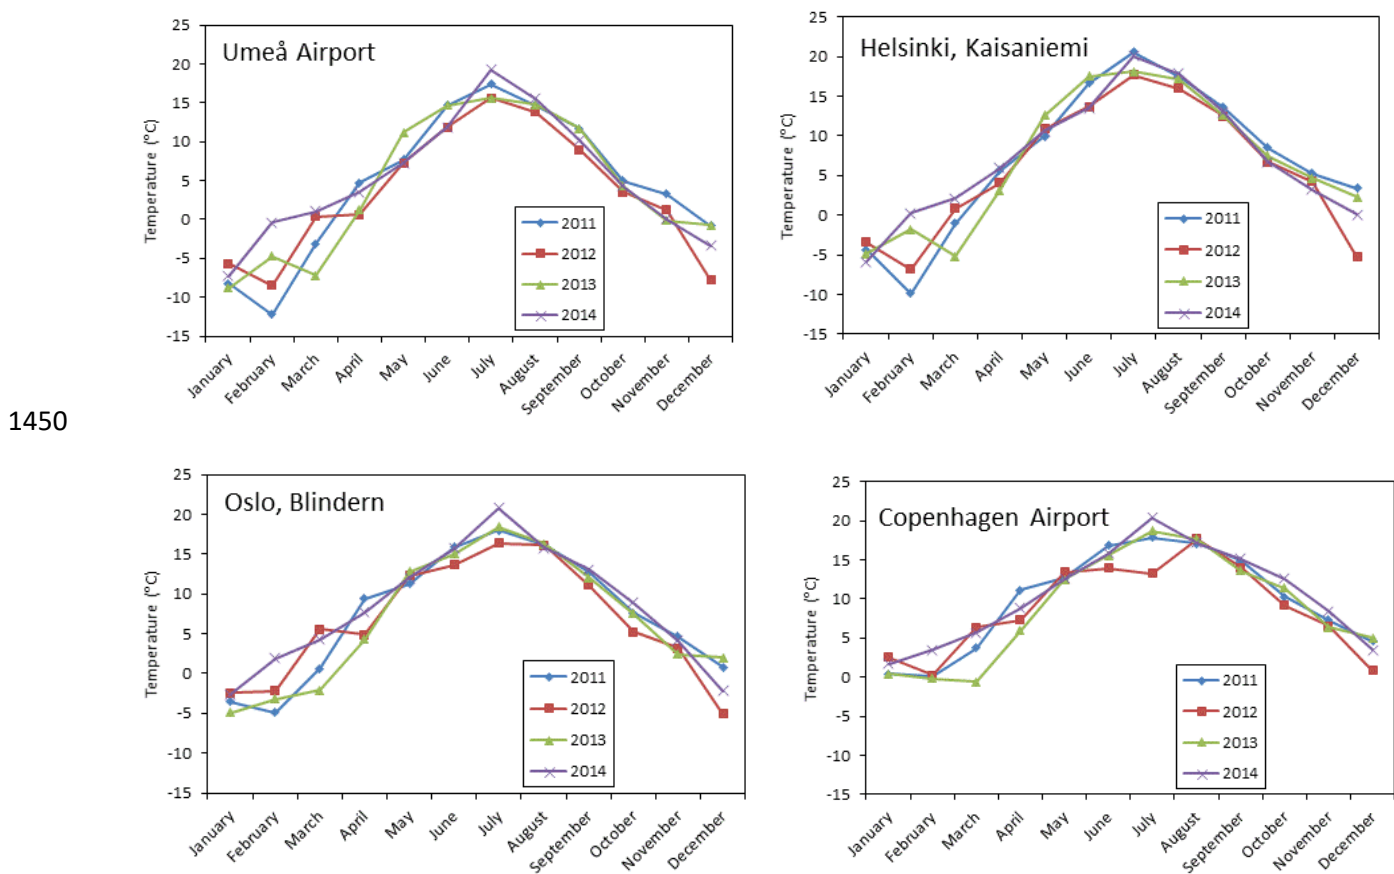 Umeå Airport
Temperature (°C)
25
20
15
10
5
0
-5
-10
-15
2011
2012
2013
2014
January
February
March
April
May
June
July
August
September
October
November
December
Helsinki, Kaisaniemi
Temperature (°C)
25
20
15
10
5
0
-5
-10
-15
2011
2012
2013
2014
January
February
March
April
May
June
July
August
September
October
November
December
1450
Oslo, Blindern
Temperature (°C)
25
20
15
10
5
0
-5
-10
-15
2011
2012
2013
2014
January
February
March
April
May
June
July
August
September
October
November
December
Copenhagen Airport
Temperature (°C)
25
20
15
10
5
0
-5
-10
-15
2011
2012
2013
2014
January
February
March
April
May
June
July
August
September
October
November
December